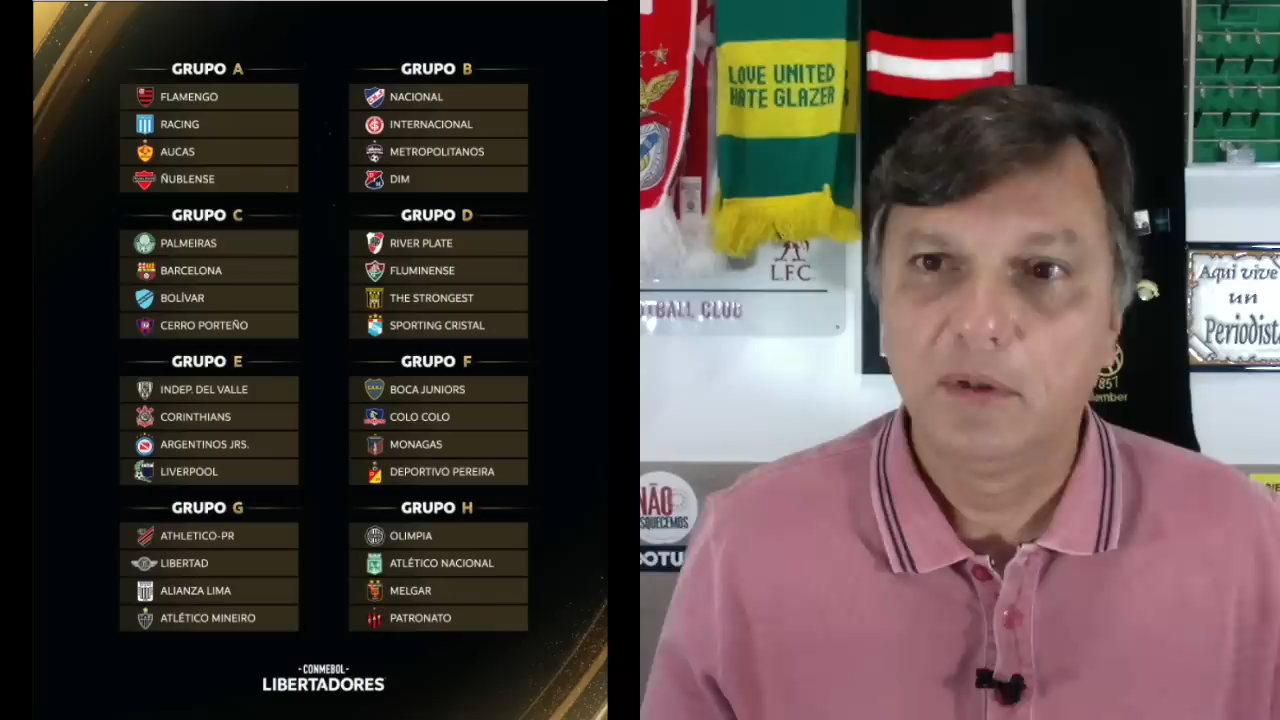 GRUPO A
FLAMENGO
RACING
AUCAS
ÑUBLENSE
GRUPO B
NACIONAL
INTERNACIONAL
METROPOLITANOS
DIM
GRUPO C
PALMEIRAS
BARCELONA
BOLÍVAR
CERRO PORTEÑO
GRUPO D
RIVER PLATE
FLUMINENSE
THE STRONGEST
SPORTING CRISTAL
GRUPO E
INDEP. DEL VALLE
CORINTHIANS
ARGENTINOS JRS.
LIVERPOOL
GRUPO F
BOCA JUNIORS
COLO COLO
MONAGAS
DEPORTIVO PEREIRA
GRUPO G
ATHLETICO-PR
LIBERTAD
ALIANZA LIMA
ATLÉTICO MINEIRO
GRUPO H
OLIMPIA
ATLÉTICO NACIONAL
MELGAR
PATRONATO
-CONMEBOL-
LIBERTADORES
LOVE UNITED
HATE GLAZER
L.F.C
CLUB
Aqui vive
un
Periodista
NÃO